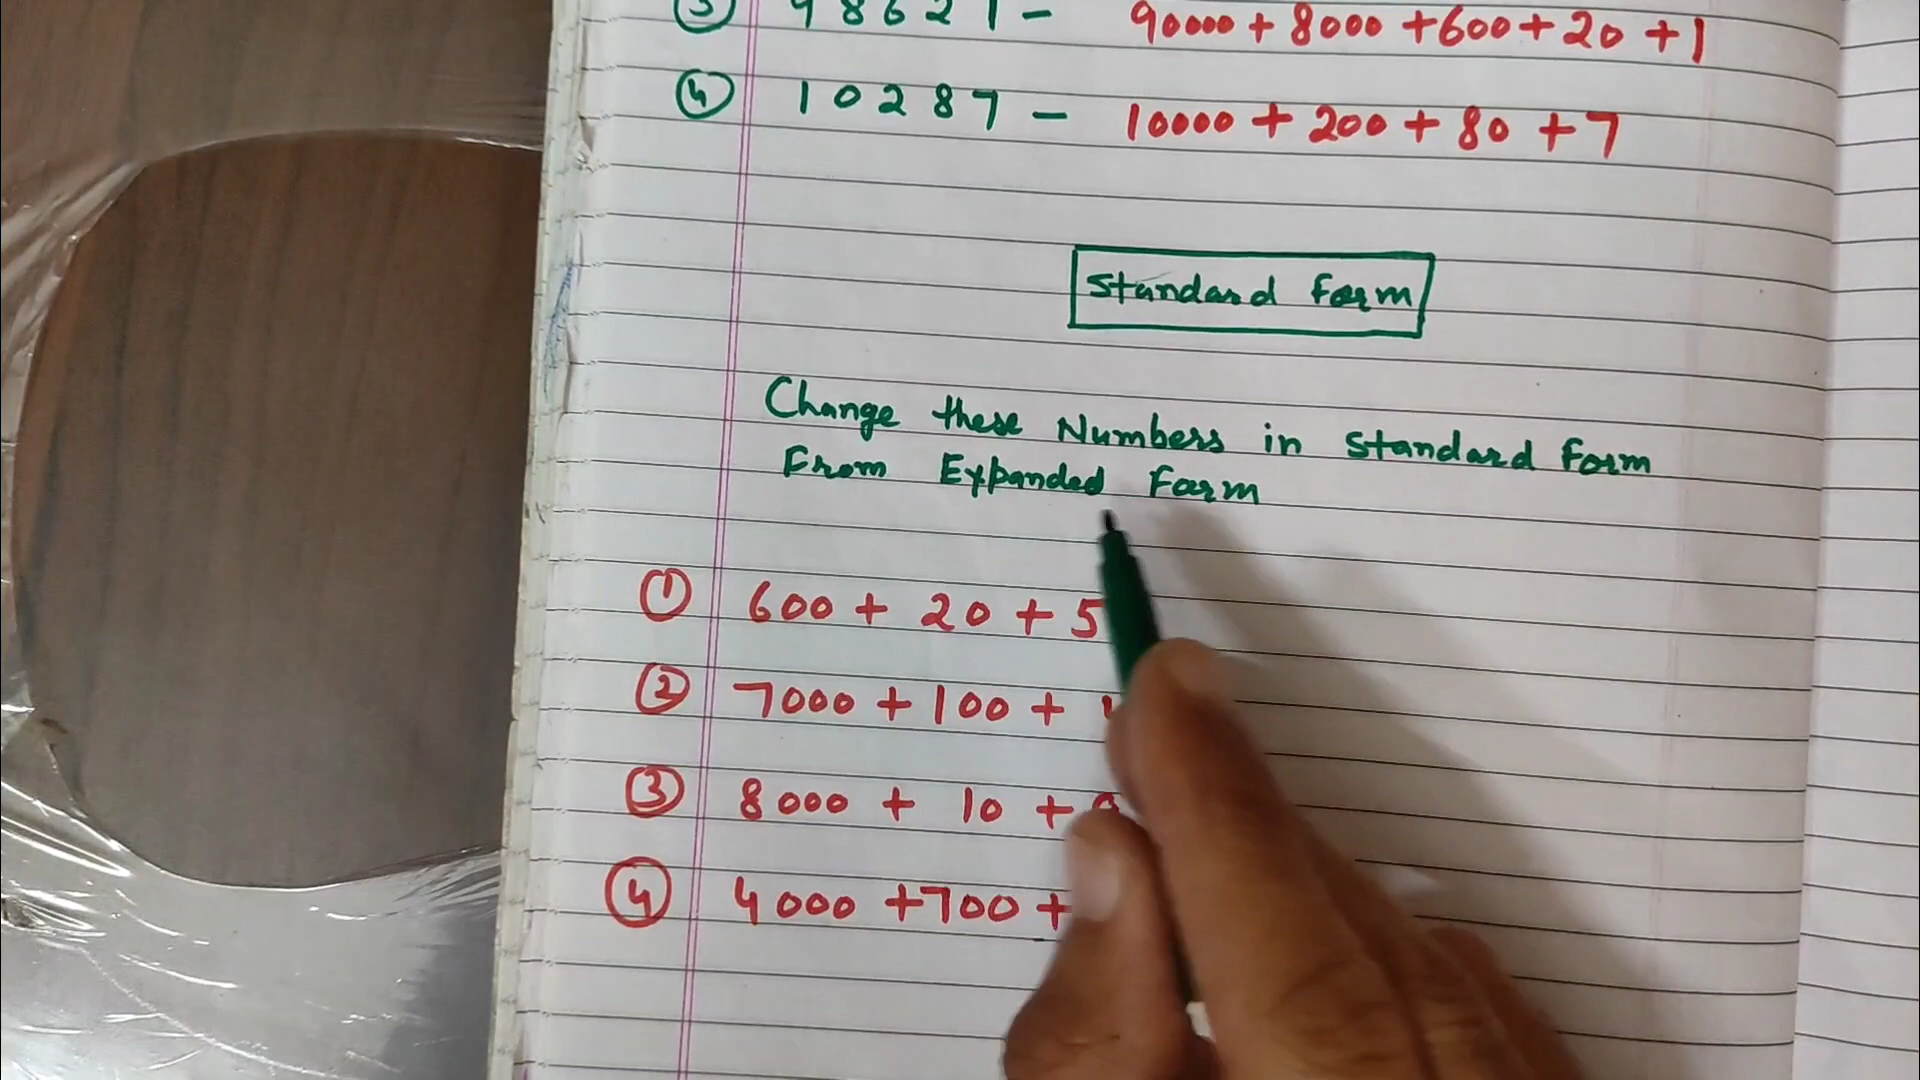 ③ 98621 - 90000 + 8000 + 600 + 20 + 1
④ 10287 - 10000 + 200 + 80 + 7
Standard Form
Change these Numbers in Standard Form
From Expanded Form
① 600 + 20 + 5
② 7000 + 100 +
③ 8000 + 10 +
④ 4000 + 700 +